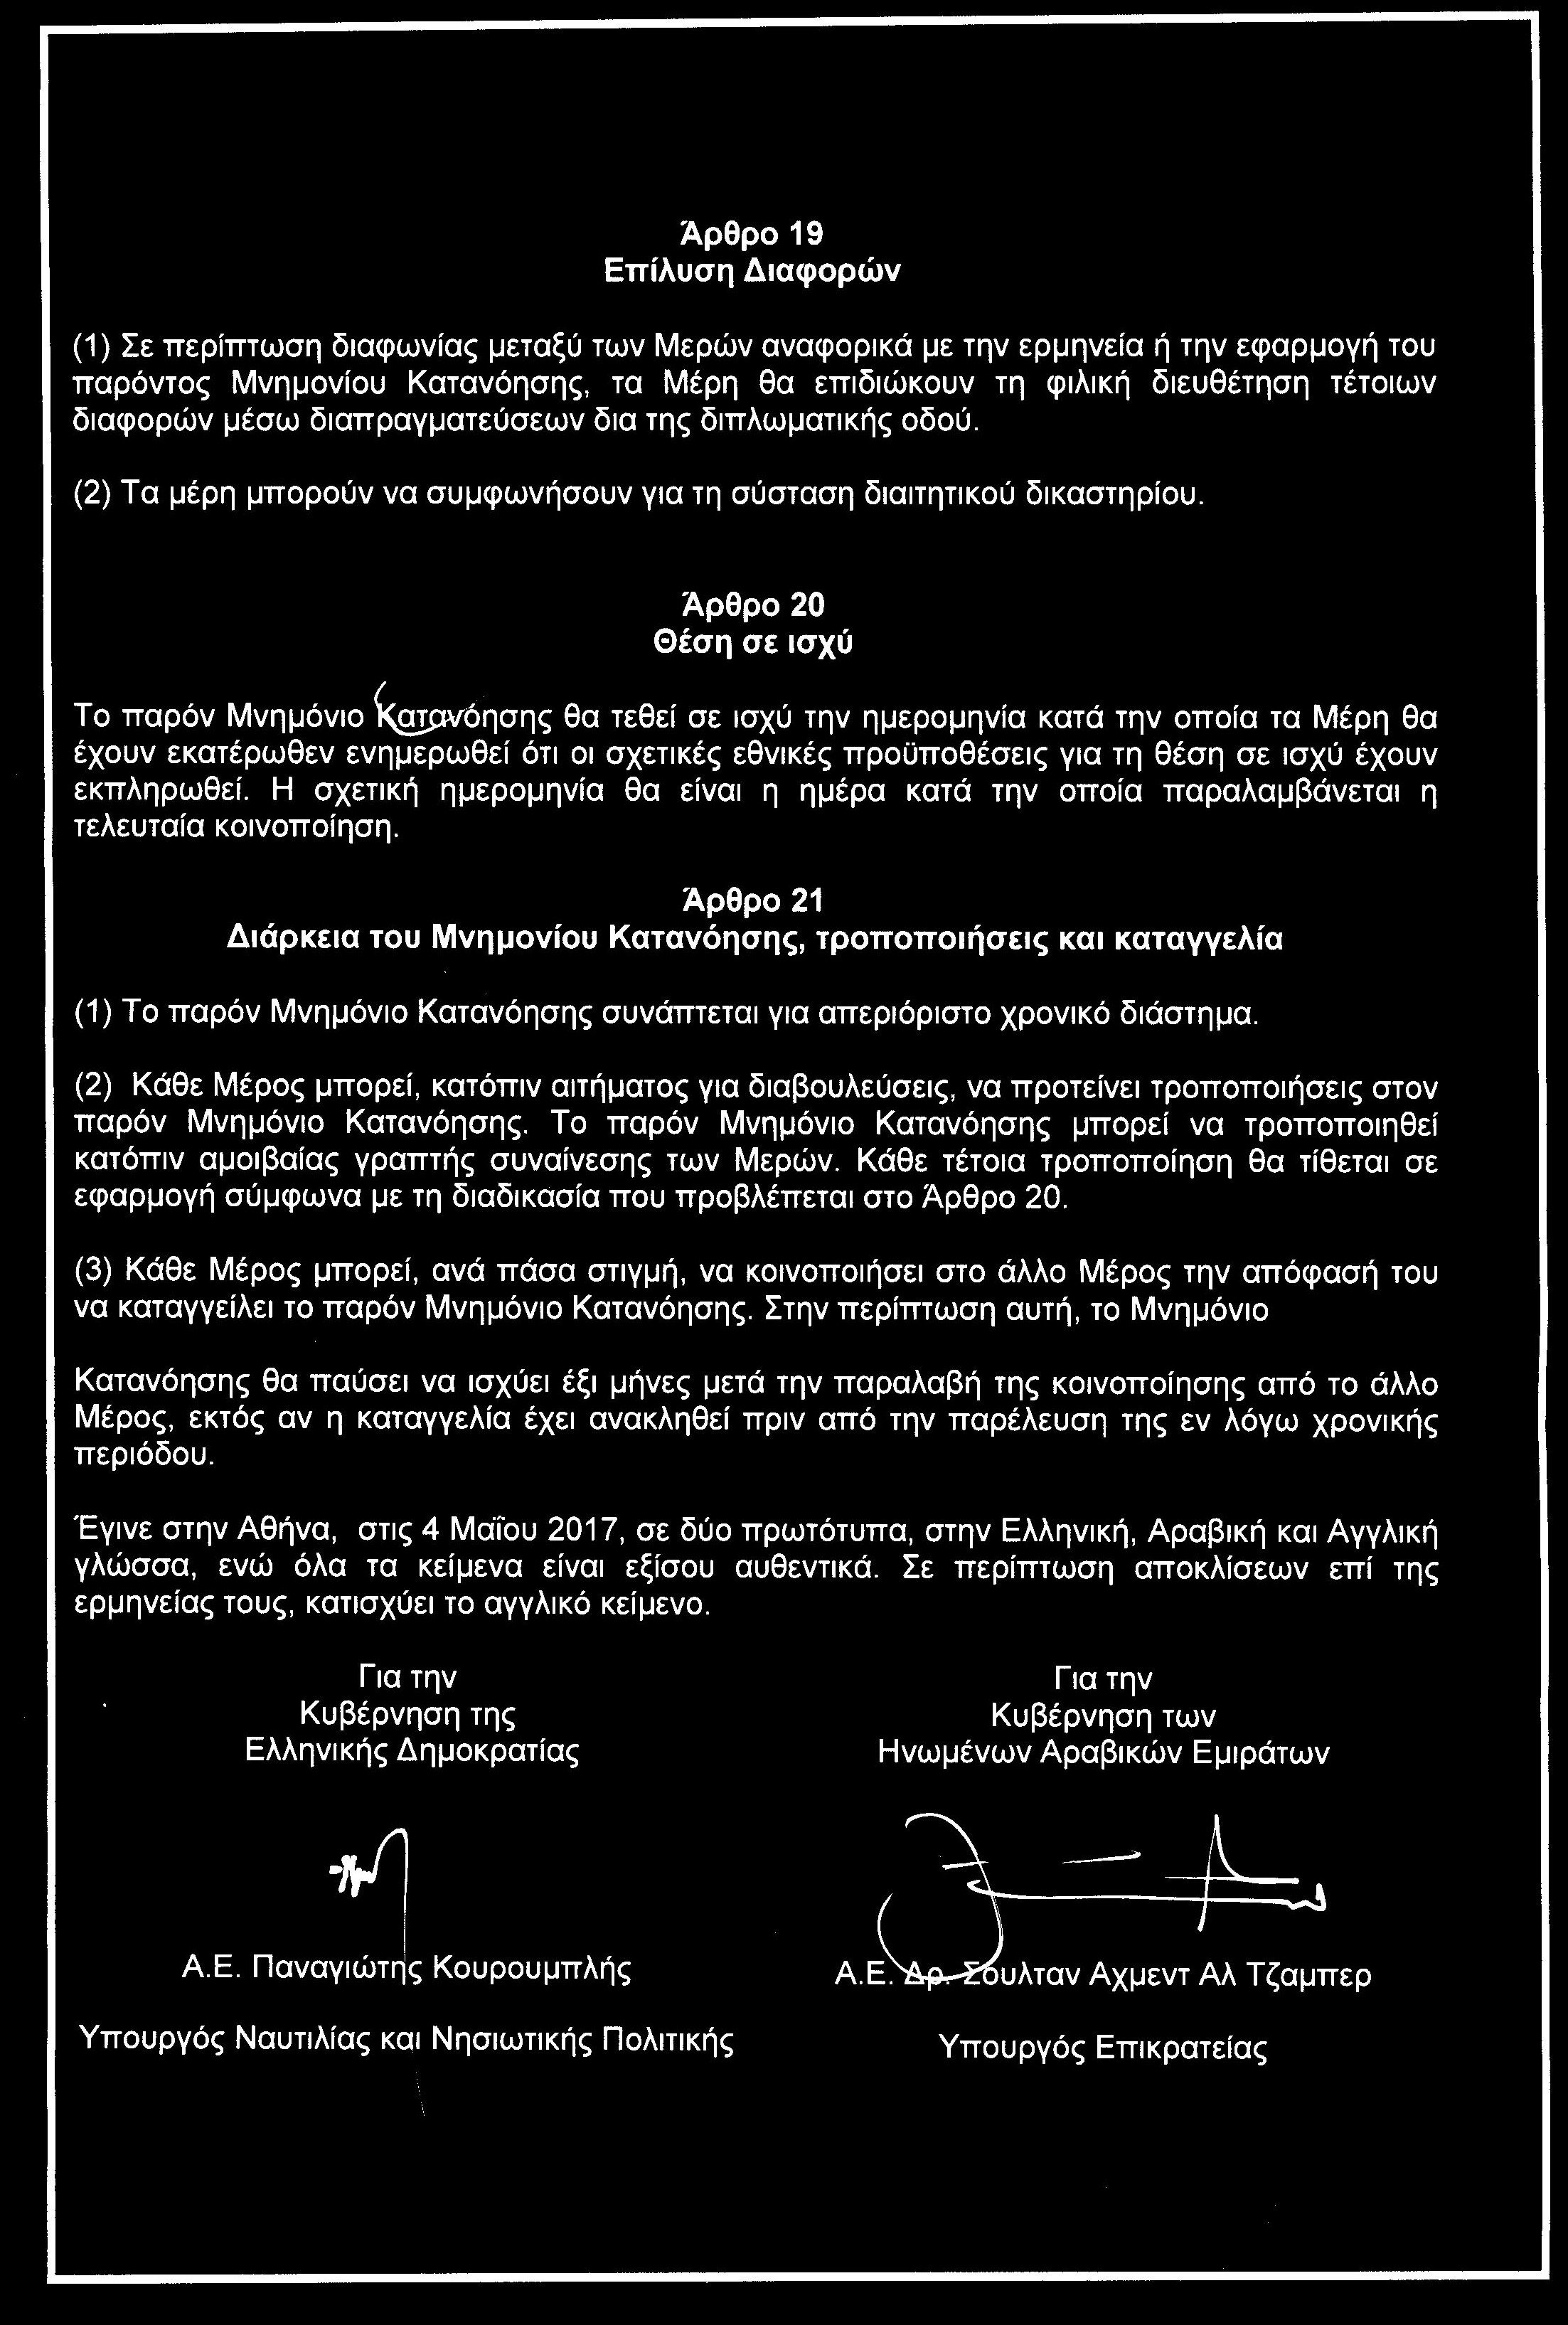 Άρθρο 19
Επίλυση Διαφορών
(1) Σε περίπτωση διαφωνίας μεταξύ των Μερών αναφορικά με την ερμηνεία ή την εφαρμογή του
παρόντος Μνημονίου Κατανόησης, τα Μέρη θα επιδιώκουν τη φιλική διευθέτηση τέτοιων
διαφορών μέσω διαπραγματεύσεων δια της διπλωματικής οδού.
(2) Τα μέρη μπορούν να συμφωνήσουν για τη σύσταση διαιτητικού δικαστηρίου.
Άρθρο 20
Θέση σε ισχύ
Το παρόν Μνημόνιο Κατανόησης θα τεθεί σε ισχύ την ημερομηνία κατά την οποία τα Μέρη θα
έχουν εκατέρωθεν ενημερωθεί ότι οι σχετικές εθνικές προϋποθέσεις για τη θέση σε ισχύ έχουν
εκπληρωθεί. Η σχετική ημερομηνία θα είναι η ημέρα κατά την οποία παραλαμβάνεται η
τελευταία κοινοποίηση.
Άρθρο 21
Διάρκεια του Μνημονίου Κατανόησης, τροποποιήσεις και καταγγελία
(1) Το παρόν Μνημόνιο Κατανόησης συνάπτεται για απεριόριστο χρονικό διάστημα.
(2) Κάθε Μέρος μπορεί, κατόπιν αιτήματος για διαβουλεύσεις, να προτείνει τροποποιήσεις στον
παρόν Μνημόνιο Κατανόησης. Το παρόν Μνημόνιο Κατανόησης μπορεί να τροποποιηθεί
κατόπιν αμοιβαίας γραπτής συναίνεσης των Μερών. Κάθε τέτοια τροποποίηση θα τίθεται σε
εφαρμογή σύμφωνα με τη διαδικασία που προβλέπεται στο Άρθρο 20.
(3) Κάθε Μέρος μπορεί, ανά πάσα στιγμή, να κοινοποιήσει στο άλλο Μέρος την απόφασή του
να καταγγείλει το παρόν Μνημόνιο Κατανόησης. Στην περίπτωση αυτή, το Μνημόνιο
Κατανόησης θα παύσει να ισχύει έξι μήνες μετά την παραλαβή της κοινοποίησης από το άλλο
Μέρος, εκτός αν η καταγγελία έχει ανακληθεί πριν από την παρέλευση της εν λόγω χρονικής
περιόδου.
Έγινε στην Αθήνα, στις 4 Μαΐου 2017, σε δύο πρωτότυπα, στην Ελληνική, Αραβική και Αγγλική
γλώσσα, ενώ όλα τα κείμενα είναι εξίσου αυθεντικά. Σε περίπτωση αποκλίσεων επί της
ερμηνείας τους, κατισχύει το αγγλικό κείμενο.
Για την
Κυβέρνηση της
Ελληνικής Δημοκρατίας
Α.Ε. Παναγιώτης Κουρουμπλής
Υπουργός Ναυτιλίας και Νησιωτικής Πολιτικής
Για την
Κυβέρνηση των
Ηνωμένων Αραβικών Εμιράτων
Α.Ε. Δρ. Σουλταν Αχμεντ Αλ Τζαμπερ
Υπουργός Επικρατείας